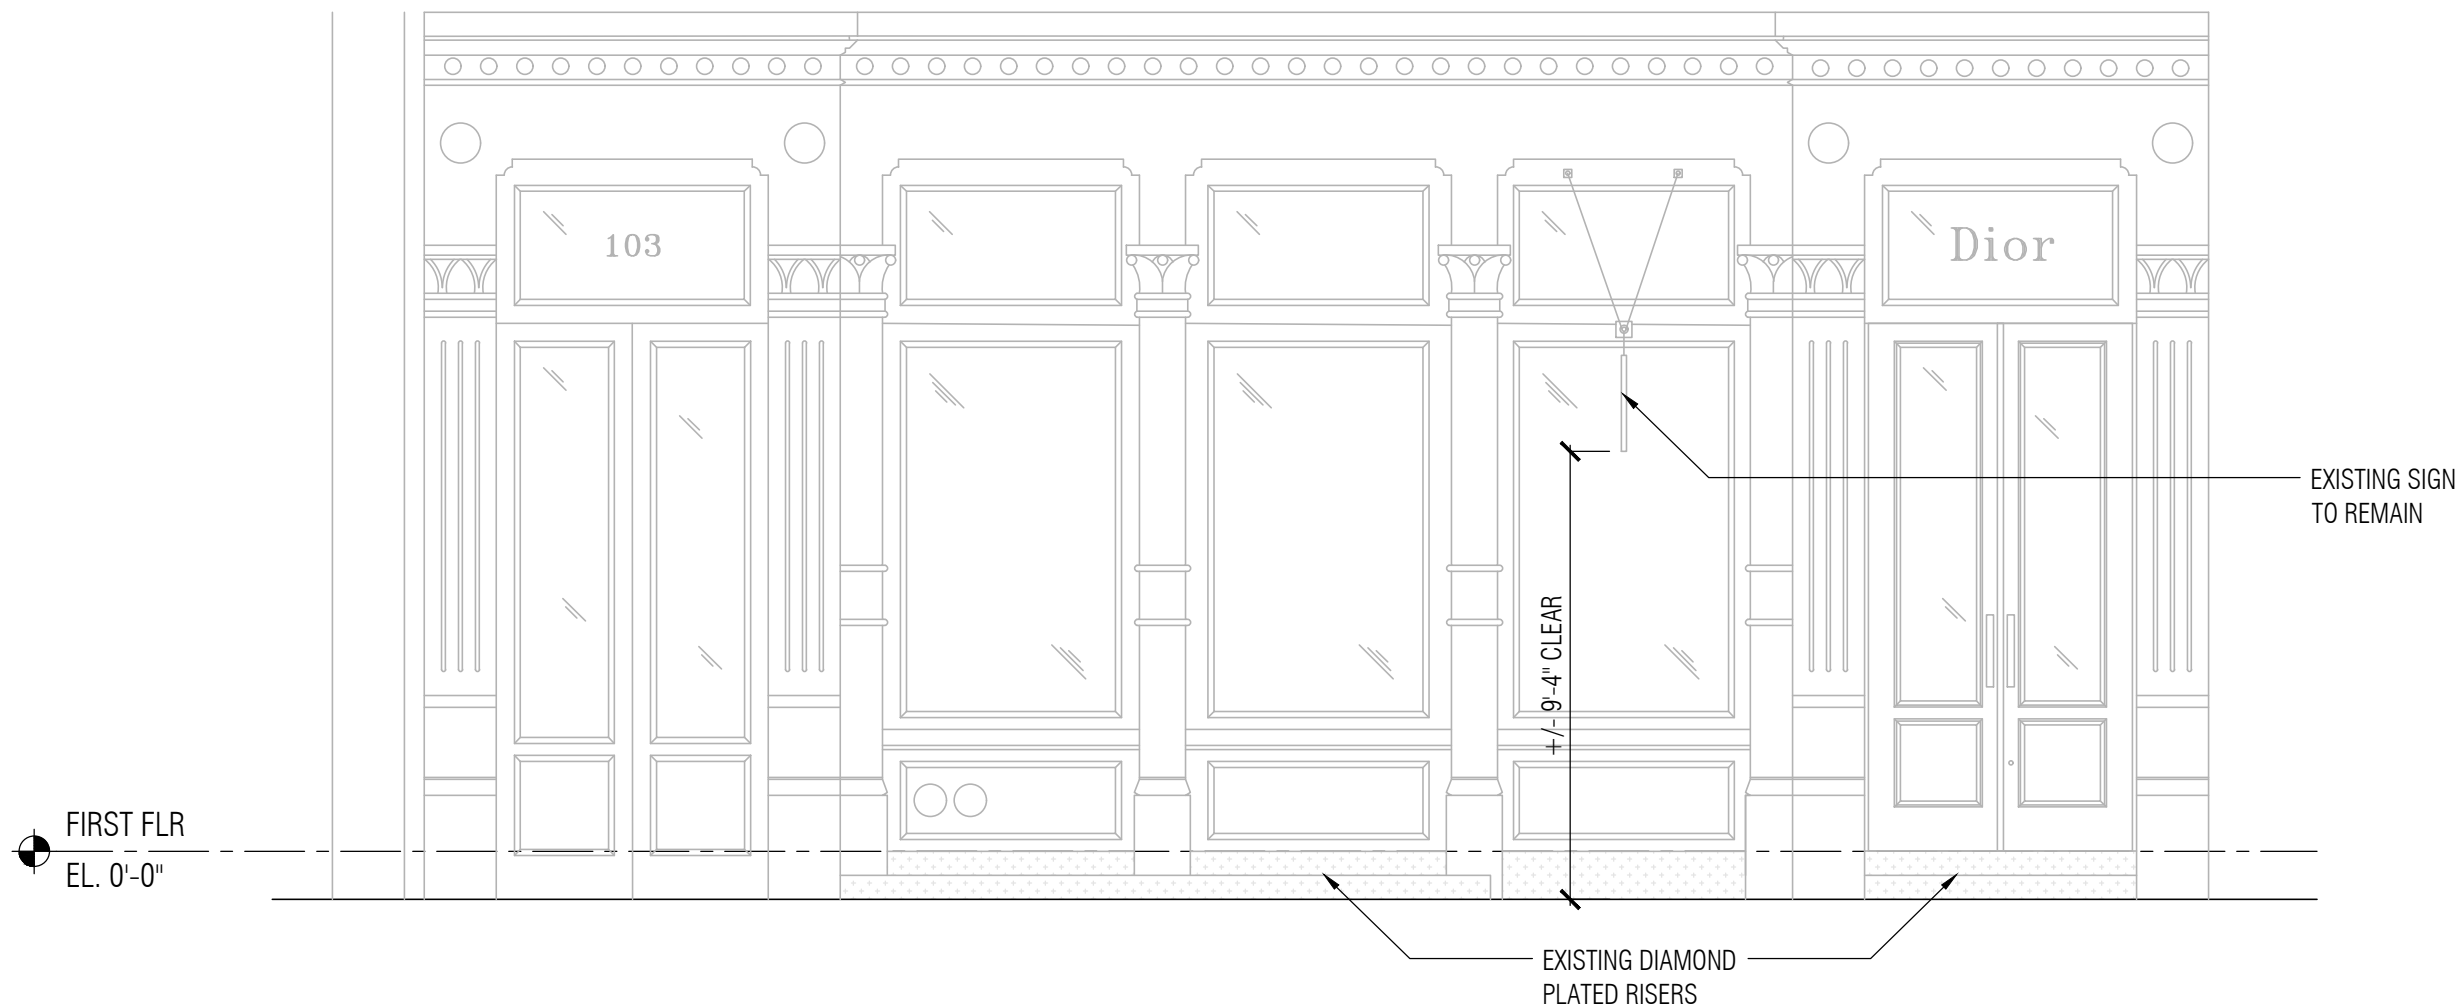 103
Dior
EXISTING SIGN
TO REMAIN
+/- 9'-4" CLEAR
FIRST FLR
EL. 0'-0"
EXISTING DIAMOND
PLATED RISERS